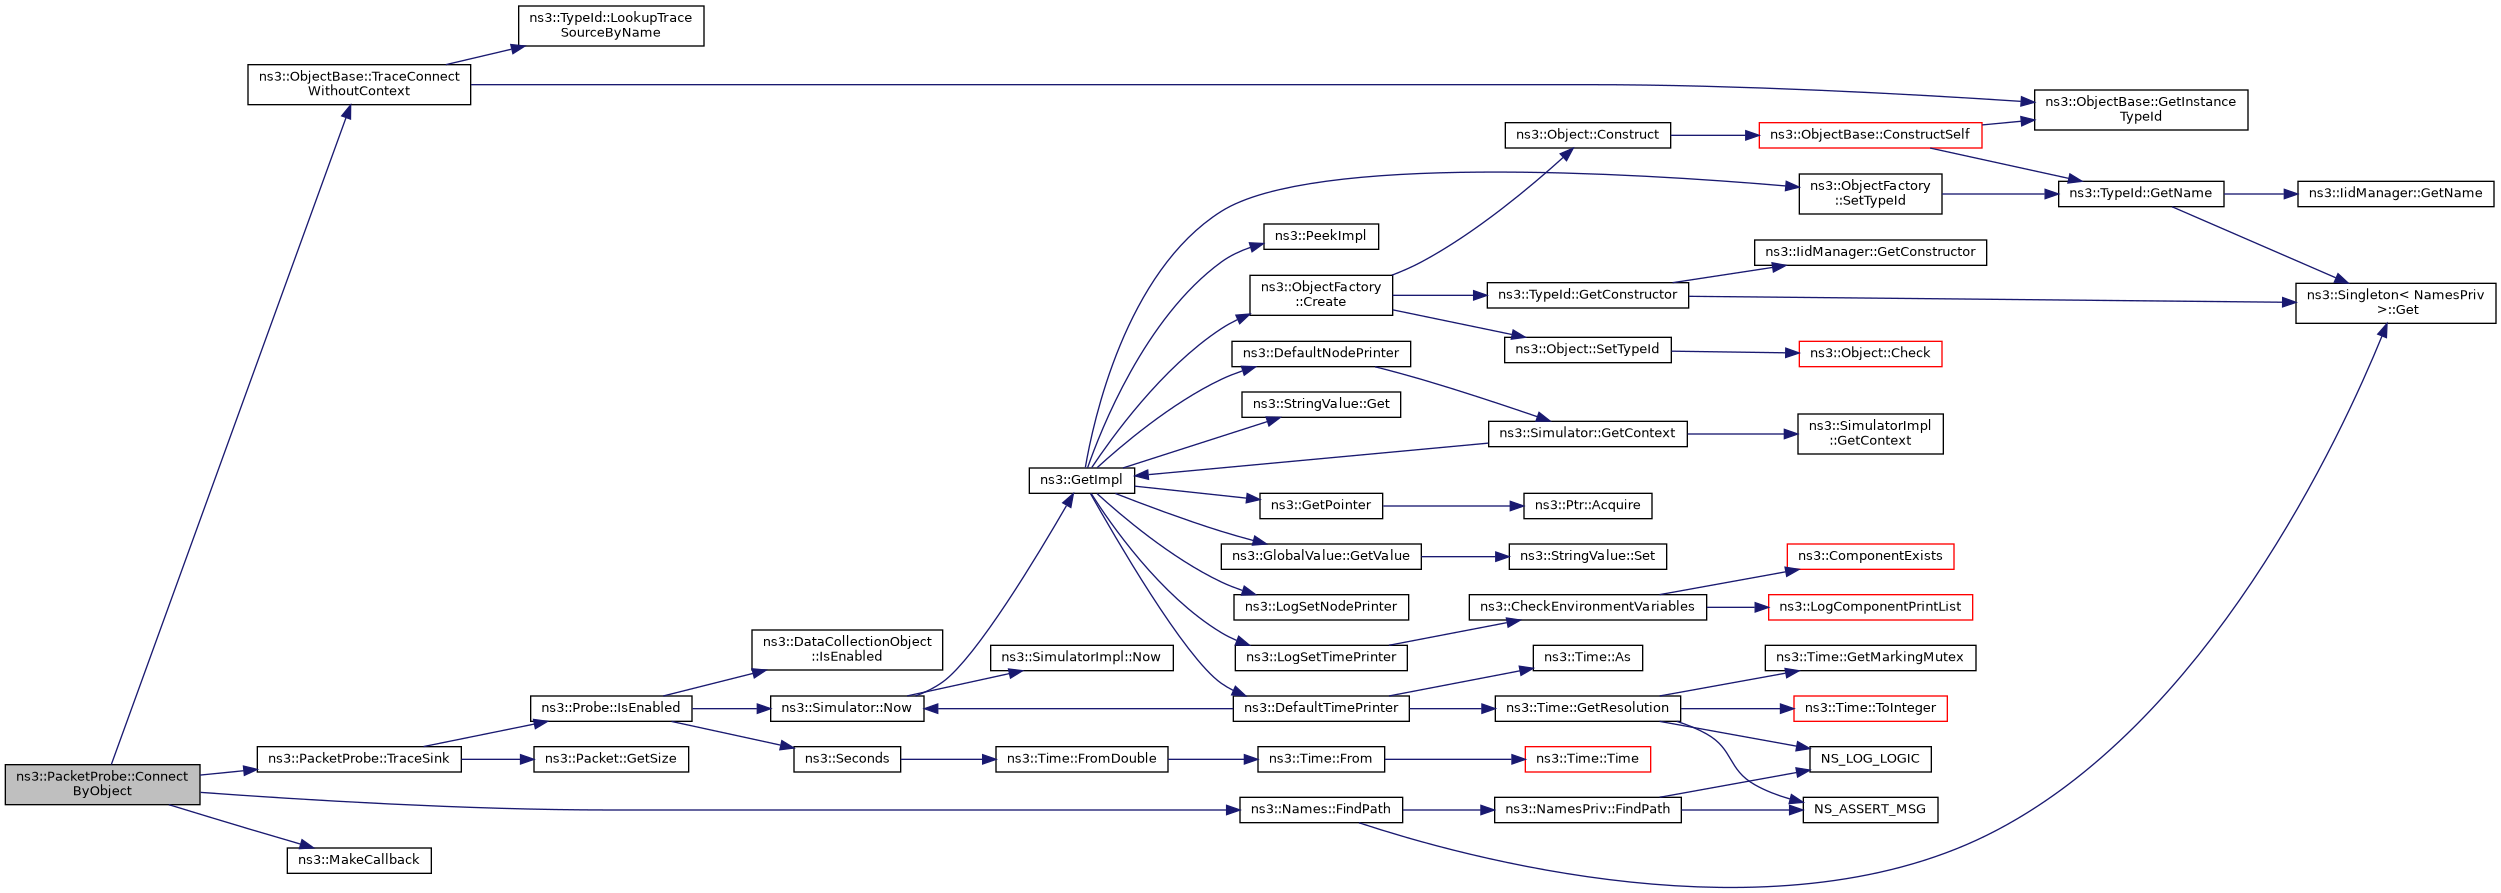 ns3::PacketProbe::Connect
ByObject
ns3::ObjectBase::TraceConnect
WithoutContext
ns3::TypeId::LookupTrace
SourceByName
ns3::ObjectBase::GetInstance
TypeId
ns3::PacketProbe::TraceSink
ns3::MakeCallback
ns3::Probe::IsEnabled
ns3::Packet::GetSize
ns3::DataCollectionObject
::IsEnabled
ns3::Simulator::Now
ns3::Seconds
ns3::SimulatorImpl::Now
ns3::Time::FromDouble
ns3::GetImpl
ns3::PeekImpl
ns3::ObjectFactory
::Create
ns3::DefaultNodePrinter
ns3::StringValue::Get
ns3::GetPointer
ns3::GlobalValue::GetValue
ns3::LogSetNodePrinter
ns3::LogSetTimePrinter
ns3::DefaultTimePrinter
ns3::Time::From
ns3::Names::FindPath
ns3::Object::Construct
ns3::TypeId::GetConstructor
ns3::Object::SetTypeId
ns3::Simulator::GetContext
ns3::Ptr::Acquire
ns3::StringValue::Set
ns3::CheckEnvironmentVariables
ns3::Time::As
ns3::Time::GetResolution
ns3::Time::Time
ns3::NamesPriv::FindPath
ns3::ObjectBase::ConstructSelf
ns3::ObjectFactory
::SetTypeId
ns3::IidManager::GetConstructor
ns3::Object::Check
ns3::SimulatorImpl
::GetContext
ns3::ComponentExists
ns3::LogComponentPrintList
ns3::Time::GetMarkingMutex
ns3::Time::ToInteger
NS_LOG_LOGIC
NS_ASSERT_MSG
ns3::TypeId::GetName
ns3::IidManager::GetName
ns3::Singleton< NamesPriv
>::Get